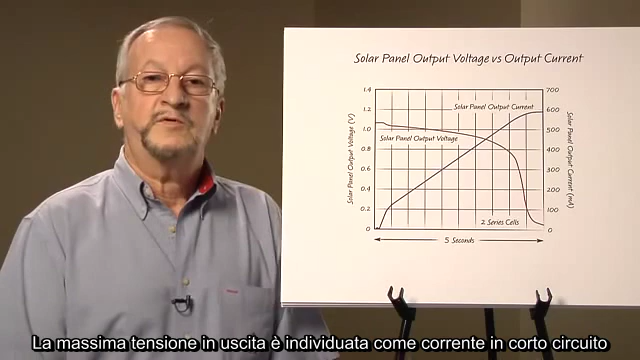 Solar Panel Output Voltage vs Output Current
1.4
1.2
1.0
0.8
0.6
0.4
0.2
0
Solar Panel Output Voltage (V)
Solar Panel Output Current
Solar Panel Output Voltage
2 Series Cells
700
600
500
400
300
200
100
0
Solar Panel Output Current (mA)
5 Seconds
La massima tensione in uscita è individuata come corrente in corto circuito